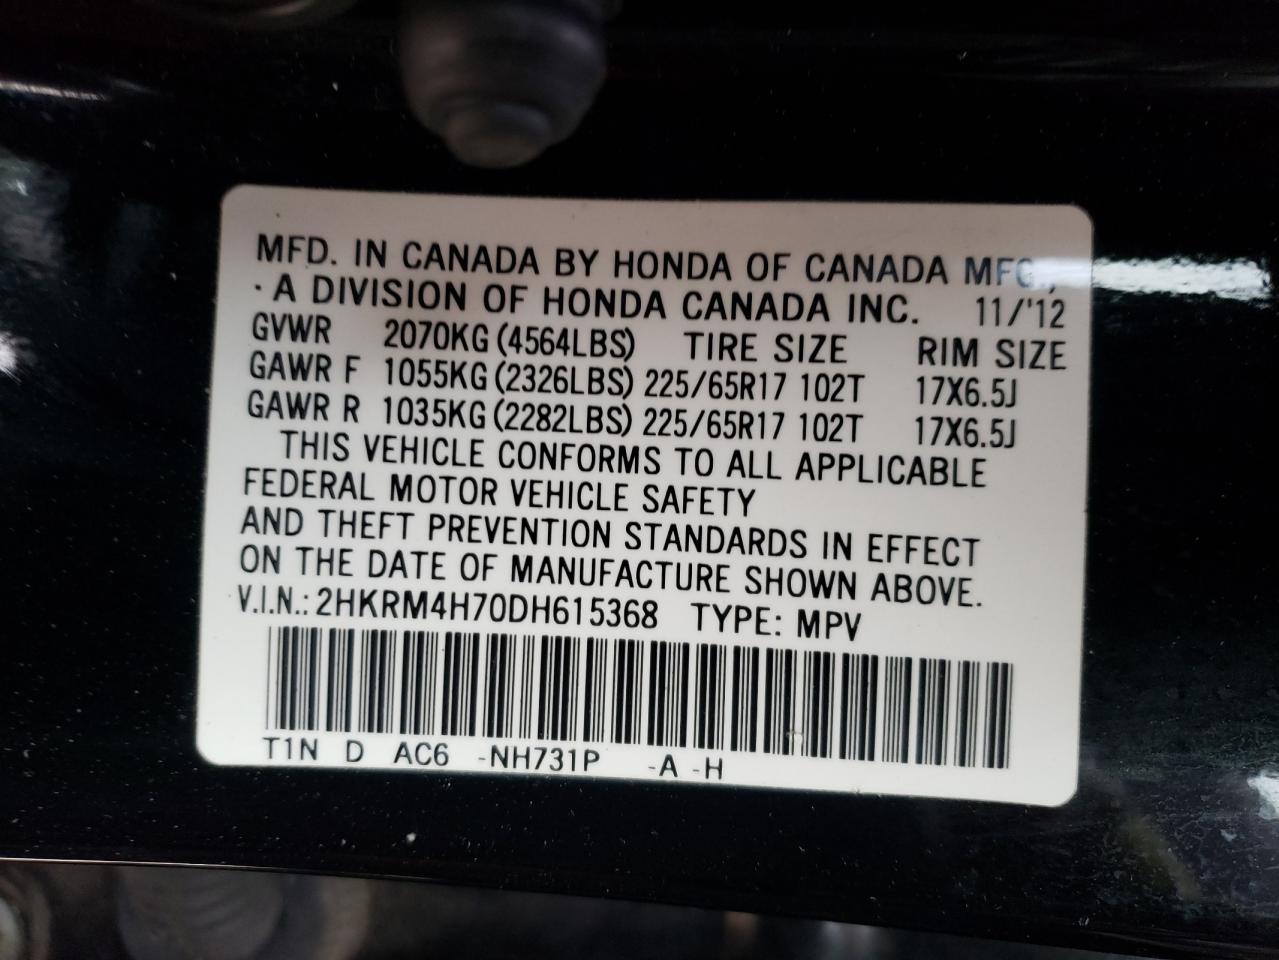 MFD. IN CANADA BY HONDA OF CANADA MFG.,
A DIVISION OF HONDA CANADA INC. 11/'12
GVWR 2070KG (4564LBS) TIRE SIZE RIM SIZE
GAWR F 1055KG (2326LBS) 225/65R17 102T 17X6.5J
GAWR R 1035KG (2282LBS) 225/65R17 102T 17X6.5J
THIS VEHICLE CONFORMS TO ALL APPLICABLE
FEDERAL MOTOR VEHICLE SAFETY
AND THEFT PREVENTION STANDARDS IN EFFECT
ON THE DATE OF MANUFACTURE SHOWN ABOVE.
V.I.N.: 2HKRM4H70DH615368 TYPE: MPV
T1N D AC6 -NH731P -A -H